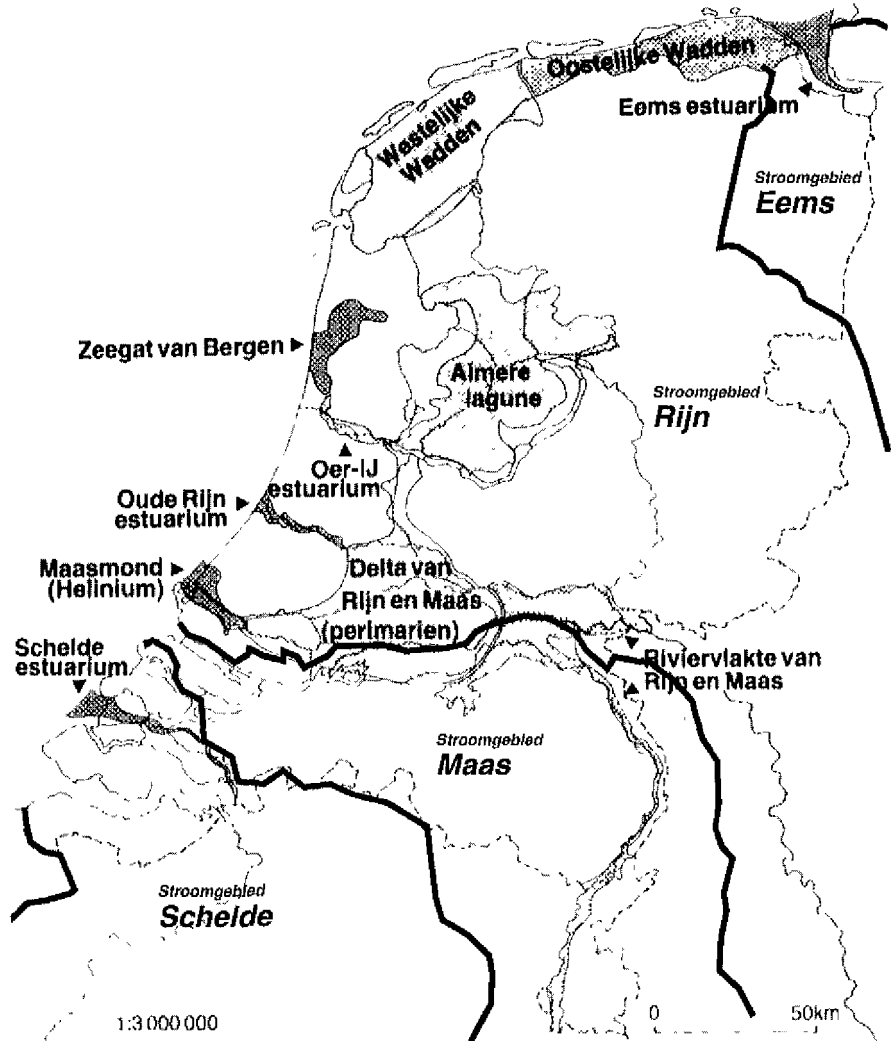 Oostelijke Wadden
Eems estuarium
Westelijke
Wadden
Stroomgebied
Eems
Zeegat van Bergen
Almere
lagune
Stroomgebied
Rijn
Oer-IJ
estuarium
Oude Rijn
estuarium
Maasmond
(Helinium)
Delta van
Rijn en Maas
(perimarien)
Schelde
estuarium
Riviervlakte van
Rijn en Maas
Stroomgebied
Maas
Stroomgebied
Schelde
1:3 000 000
0 50km